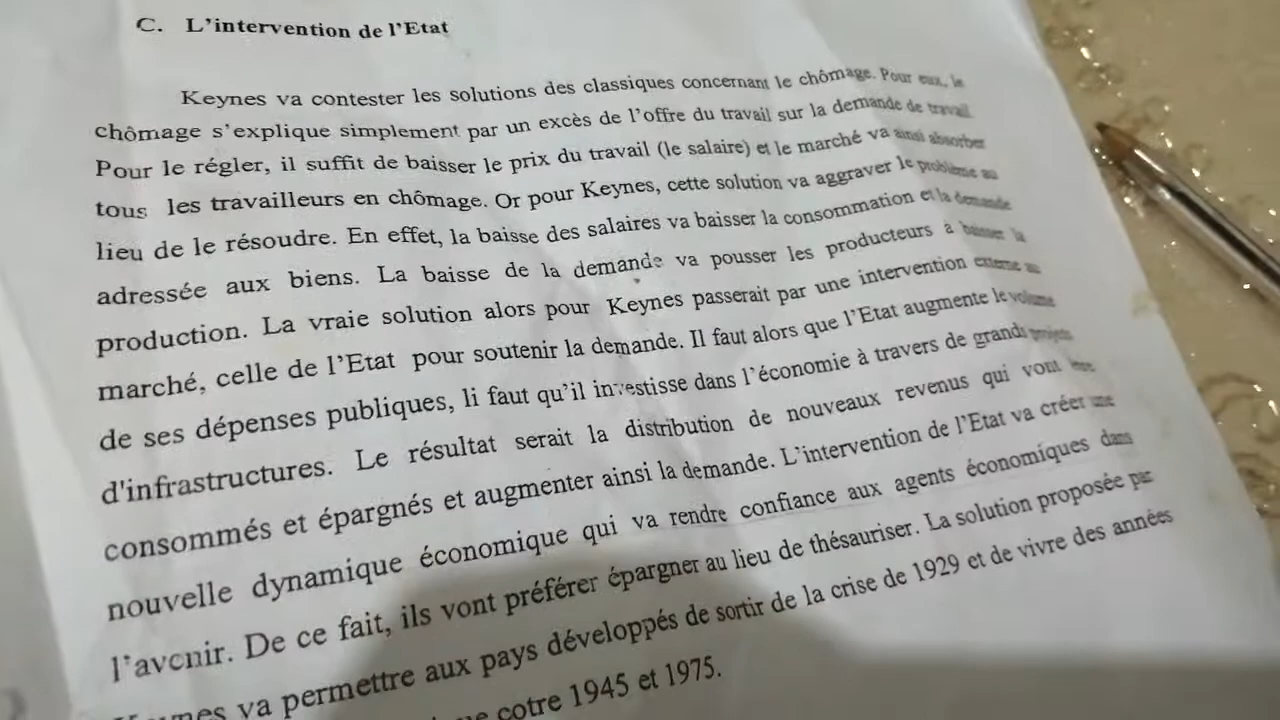 C. L'intervention de l'Etat
Keynes va contester les solutions des classiques concernant le chômage. Pour eux, le
chômage s'explique simplement par un excès de l'offre du travail sur la demande de travail
Pour le régler, il suffit de baisser le prix du travail (le salaire) et le marché va ainsi absorber
tous les travailleurs en chômage. Or pour Keynes, cette solution va aggraver le problème au
lieu de le résoudre. En effet, la baisse des salaires va baisser la consommation et la demande
adressée aux biens. La baisse de la demande va pousser les producteurs à baisser la
production. La vraie solution alors pour Keynes passerait par une intervention externe au
marché, celle de l'Etat pour soutenir la demande. Il faut alors que l'Etat augmente le volume
de ses dépenses publiques, li faut qu'il investisse dans l'économie à travers de grands projets
d'infrastructures. Le résultat serait la distribution de nouveaux revenus qui vont être
consommés et épargnés et augmenter ainsi la demande. L'intervention de l'Etat va créer une
nouvelle dynamique économique qui va rendre confiance aux agents économiques dans
l'avenir. De ce fait, ils vont préférer épargner au lieu de thésauriser. La solution proposée par
va permettre aux pays développés de sortir de la crise de 1929 et de vivre des années
cotre 1945 et 1975.